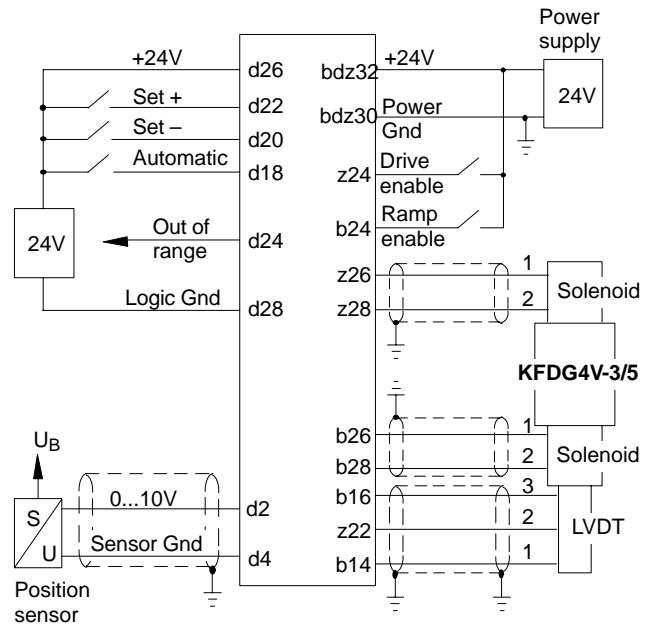 Power
supply
+24V
d26
bdz32
+24V
24V
Set +
d22
Set –
d20
Automatic
d18
bdz30
Power
Gnd
z24
Drive
enable
b24
Ramp
enable
24V
Out of
range
d24
Logic Gnd
d28
z26
1
z28
2
Solenoid
KFDG4V-3/5
b26
1
b28
2
Solenoid
b16
3
z22
2
b14
1
LVDT
UB
S
U
0...10V
d2
Sensor Gnd
d4
Position
sensor